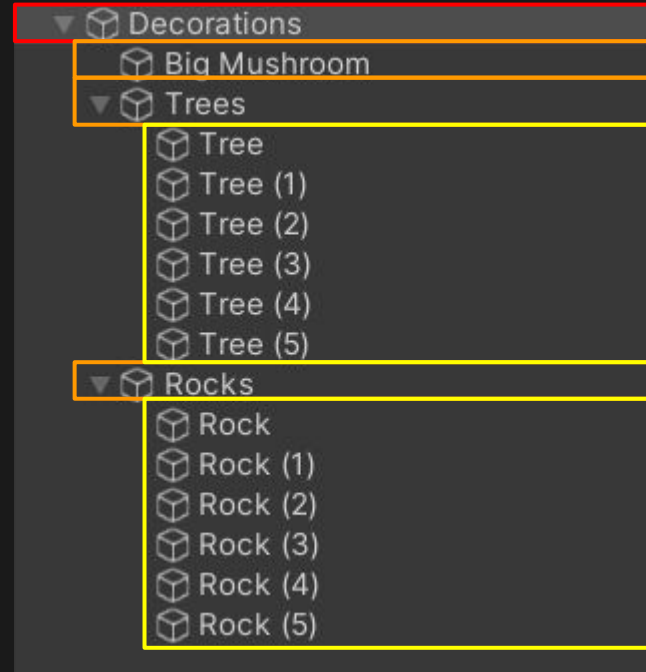 Decorations
Big Mushroom
Trees
Tree
Tree (1)
Tree (2)
Tree (3)
Tree (4)
Tree (5)
Rocks
Rock
Rock (1)
Rock (2)
Rock (3)
Rock (4)
Rock (5)